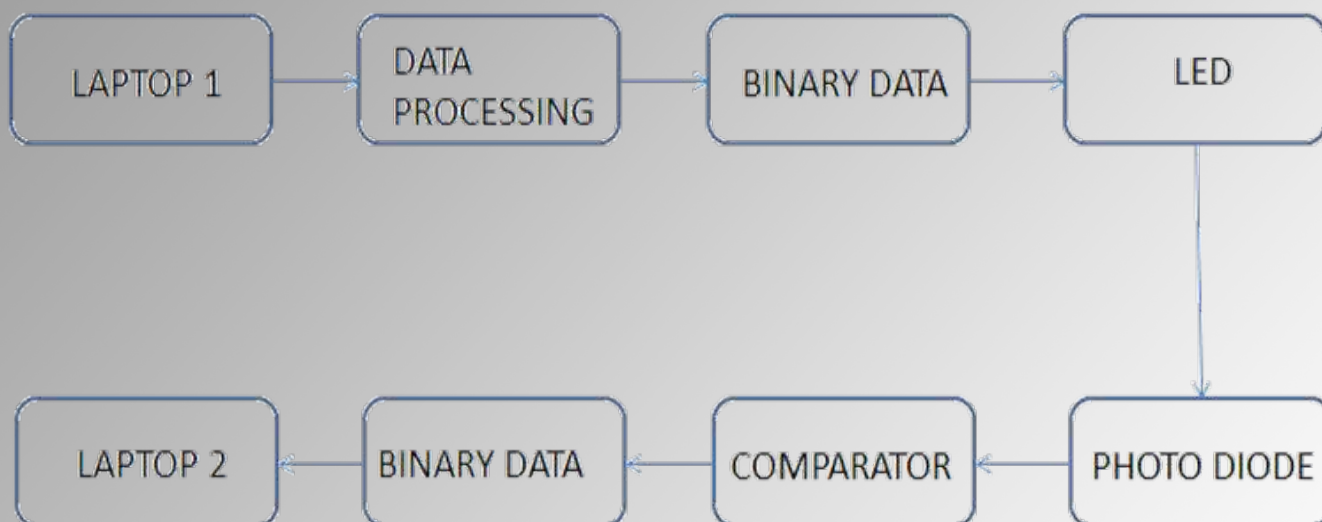 LAPTOP 1
DATA
PROCESSING
BINARY DATA
LED
LAPTOP 2
BINARY DATA
COMPARATOR
PHOTO DIODE